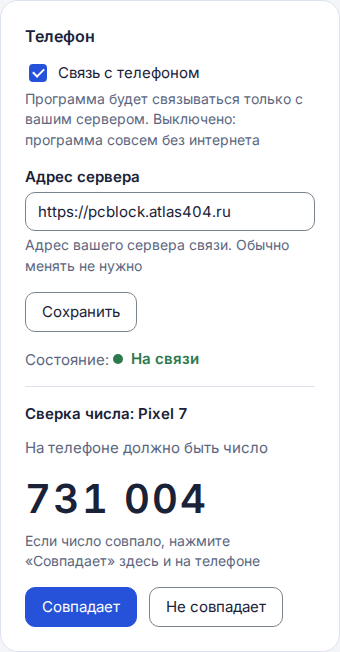 Телефон
Связь с телефоном
Программа будет связываться только с
вашим сервером. Выключено:
программа совсем без интернета
Адрес сервера
https://pcblock.atlas404.ru
Адрес вашего сервера связи. Обычно
менять не нужно
Сохранить
Состояние: На связи
Сверка числа: Pixel 7
На телефоне должно быть число
731 004
Если число совпало, нажмите
«Совпадает» здесь и на телефоне
Совпадает Не совпадает